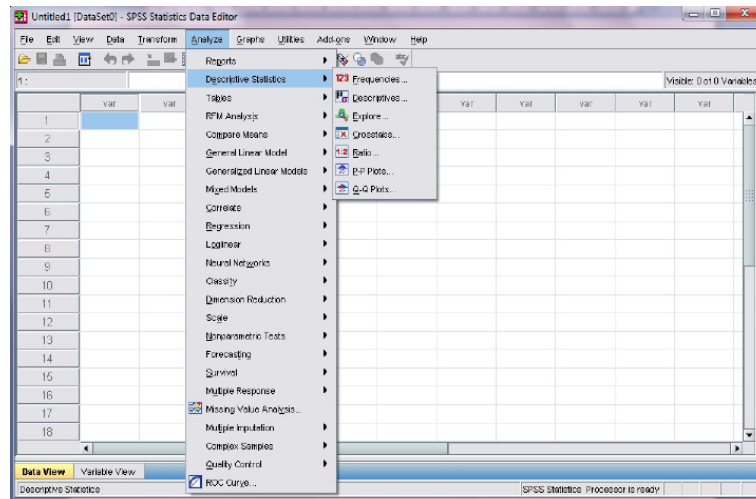 Untitled1 [DataSet0] - SPSS Statistics Data Editor
File Edit View Data Transform Analyze Graphs Utilities Add-ons Window Help
1 :
Visible: 0 of 0 Variables
var var var var var var
Reports
Descriptive Statistics
Tables
RFM Analysis
Compare Means
General Linear Model
Generalized Linear Models
Mixed Models
Correlate
Regression
Loglinear
Neural Networks
Classify
Dimension Reduction
Scale
Nonparametric Tests
Forecasting
Survival
Multiple Response
Missing Value Analysis...
Multiple Imputation
Complex Samples
Quality Control
ROC Curve...
123 Frequencies...
Descriptives...
Explore...
Crosstabs...
1/2 Ratio...
P-P Plots...
Q-Q Plots...
1
2
3
4
5
6
7
8
9
10
11
12
13
14
15
16
17
18
Data View Variable View
Descriptive Statistics
SPSS Statistics Processor is ready